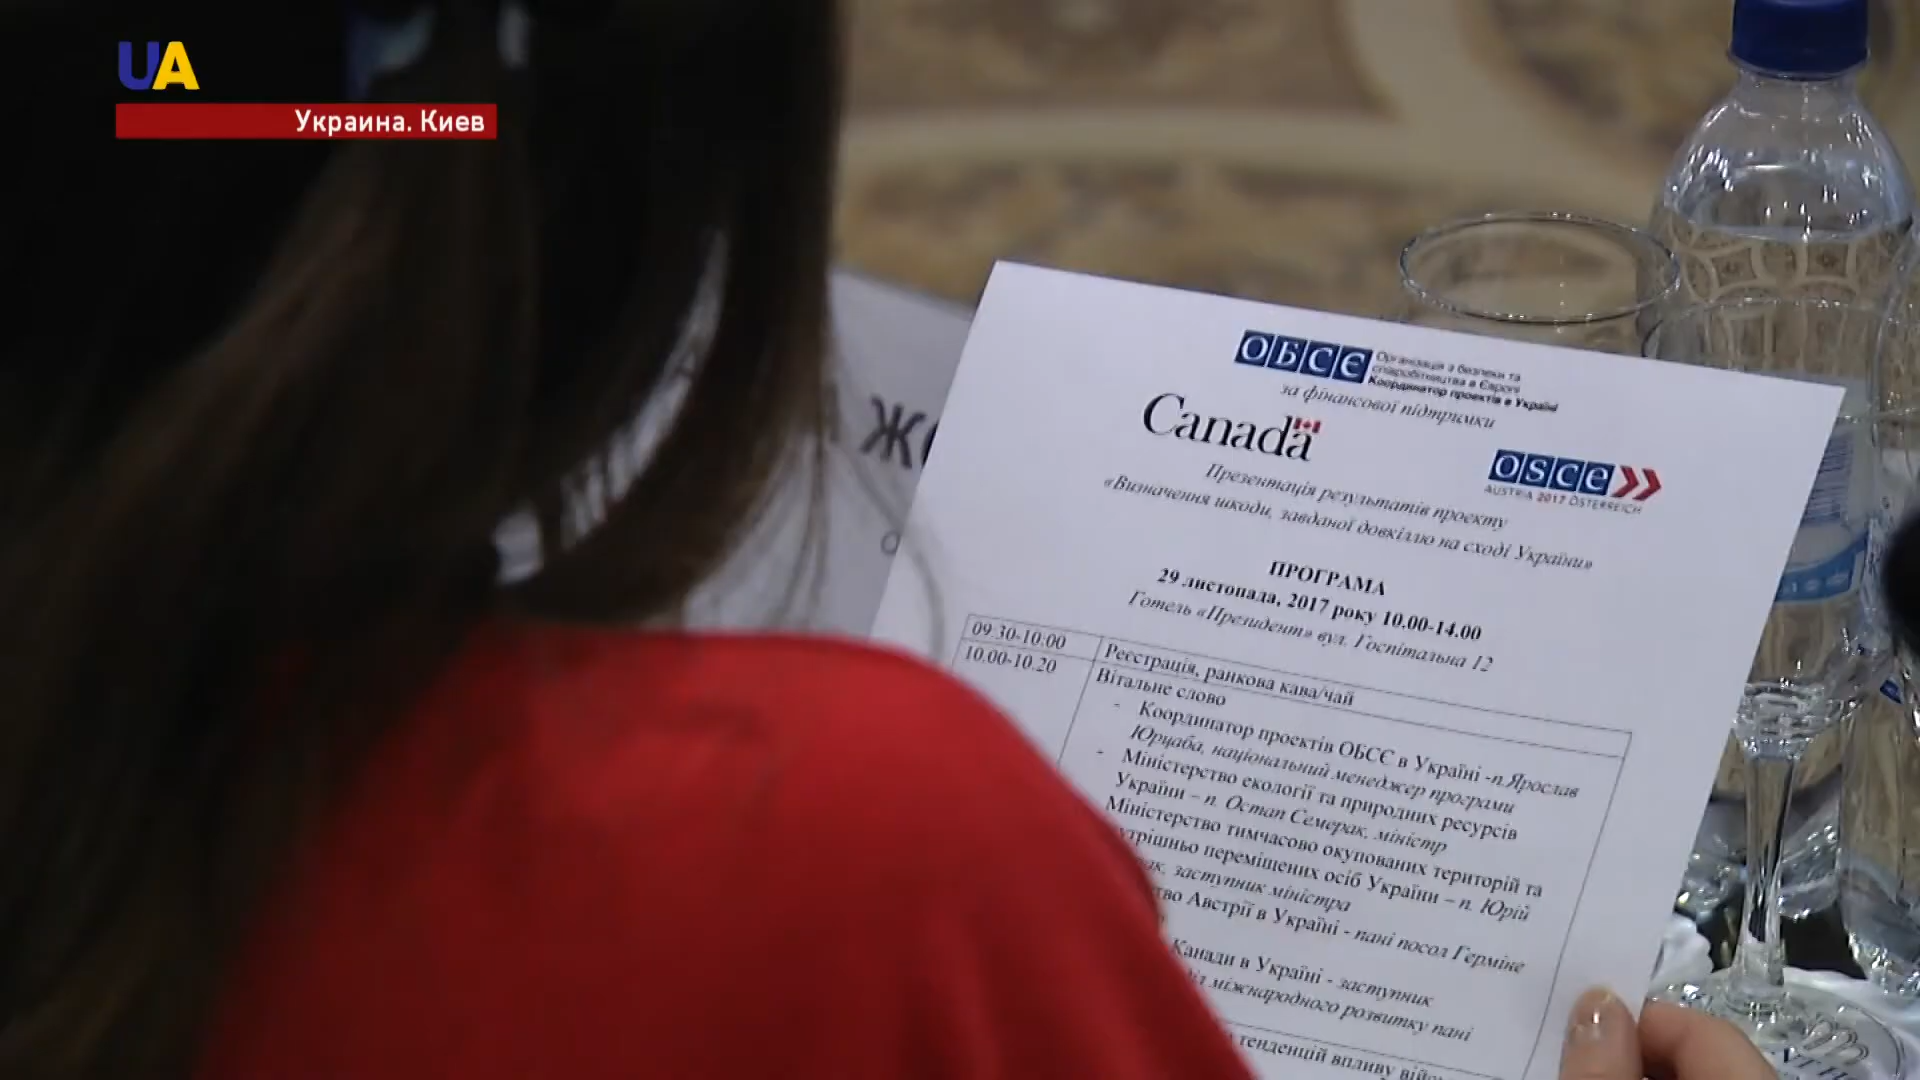 UA
Украина. Киев
ОБСЄ
Організація з безпеки та
співробітництва в Європі
Координатор проектів в Україні
за фінансової підтримки
Canada
OSCE
AUSTRIA 2017 ÖSTERREICH
Презентація результатів проекту
«Визначення шкоди, завданої довкіллю на сході України»
ПРОГРАМА
29 листопада, 2017 року 10.00-14.00
Готель «Президент» вул. Госпітальна 12
09.30-10:00 Реєстрація, ранкова кава/чай
10.00-10.20 Вітальне слово
- Координатор проектів ОБСЄ в Україні -п.Ярослав
Юрцаба, національний менеджер програми
- Міністерство екології та природних ресурсів
України – п. Остап Семерак, міністр
Міністерство тимчасово окупованих територій та
переміщених осіб України – п. Юрій
заступник міністра
Австрії в Україні - пані посол Герміне
Канади в Україні - заступник
міжнародного розвитку пані
тенденцій впливу